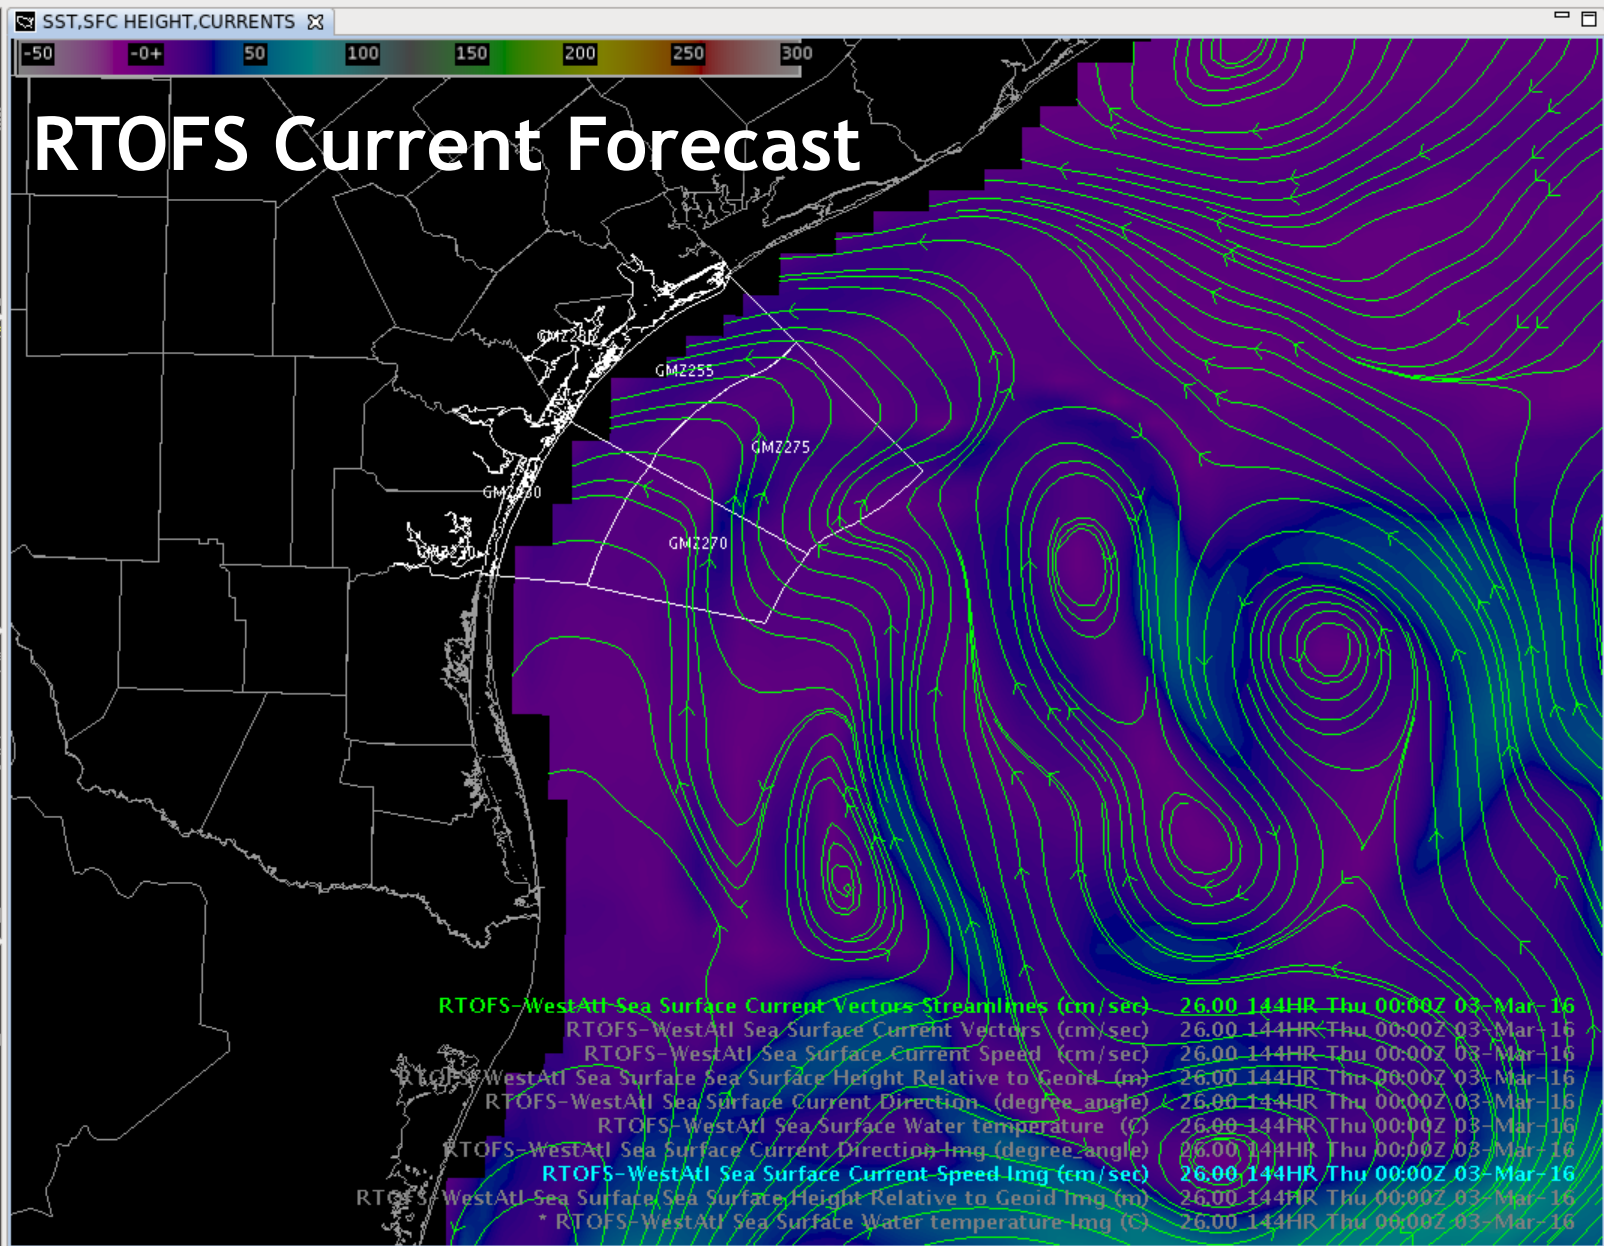 SST,SFC HEIGHT,CURRENTS
-50 -0+ 50 100 150 200 250 300
RTOFS Current Forecast
GMZ255
GMZ275
GMZ270
RTOFS-WestAtl Sea Surface Current Vectors Streamlines (cm/sec) 26.00 144HR Thu 00:00Z 03-Mar-16
RTOFS-WestAtl Sea Surface Current Vectors (cm/sec) 26.00 144HR Thu 00:00Z 03-Mar-16
RTOFS-WestAtl Sea Surface Current Speed (cm/sec) 26.00 144HR Thu 00:00Z 03-Mar-16
RTOFS-WestAtl Sea Surface Sea Surface Height Relative to Geoid (m) 26.00 144HR Thu 00:00Z 03-Mar-16
RTOFS-WestAtl Sea Surface Current Direction (degree_angle) 26.00 144HR Thu 00:00Z 03-Mar-16
RTOFS-WestAtl Sea Surface Water temperature (C) 26.00 144HR Thu 00:00Z 03-Mar-16
RTOFS-WestAtl Sea Surface Current Direction Img (degree_angle) 26.00 144HR Thu 00:00Z 03-Mar-16
RTOFS-WestAtl Sea Surface Current Speed Img (cm/sec) 26.00 144HR Thu 00:00Z 03-Mar-16
RTOFS-WestAtl Sea Surface Sea Surface Height Relative to Geoid Img (m) 26.00 144HR Thu 00:00Z 03-Mar-16
* RTOFS-WestAtl Sea Surface Water temperature Img (C) 26.00 144HR Thu 00:00Z 03-Mar-16